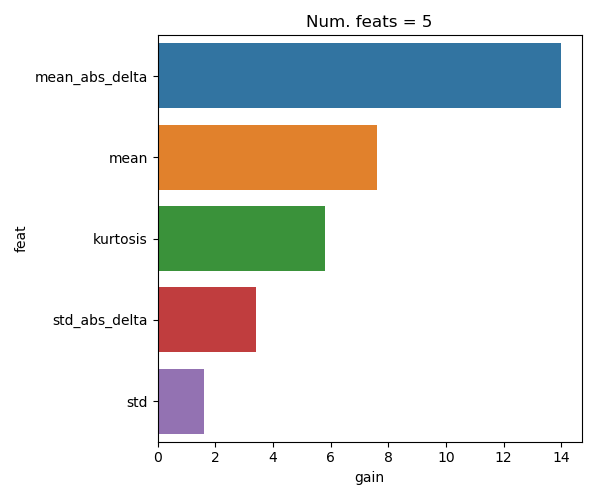 Num. feats = 5
mean_abs_delta
mean
kurtosis
std_abs_delta
std
feat
0 2 4 6 8 10 12 14
gain